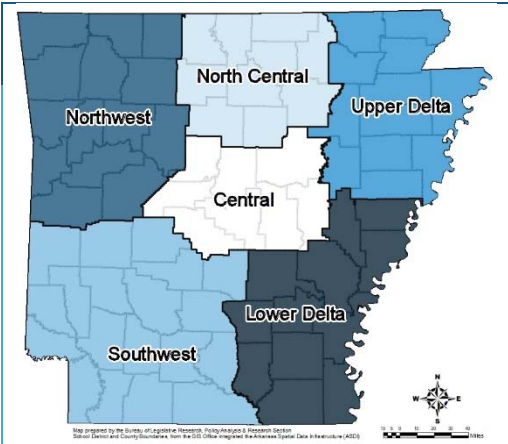 North Central
Northwest
Upper Delta
Central
Lower Delta
Southwest
N
W
E
S
Map prepared by the Bureau of Legislative Research, Policy Analysis & Research Section
School District and County Boundaries, from the GIS Office integrated the Arkansas Spatial Data Infrastructure (ASDI)
Miles